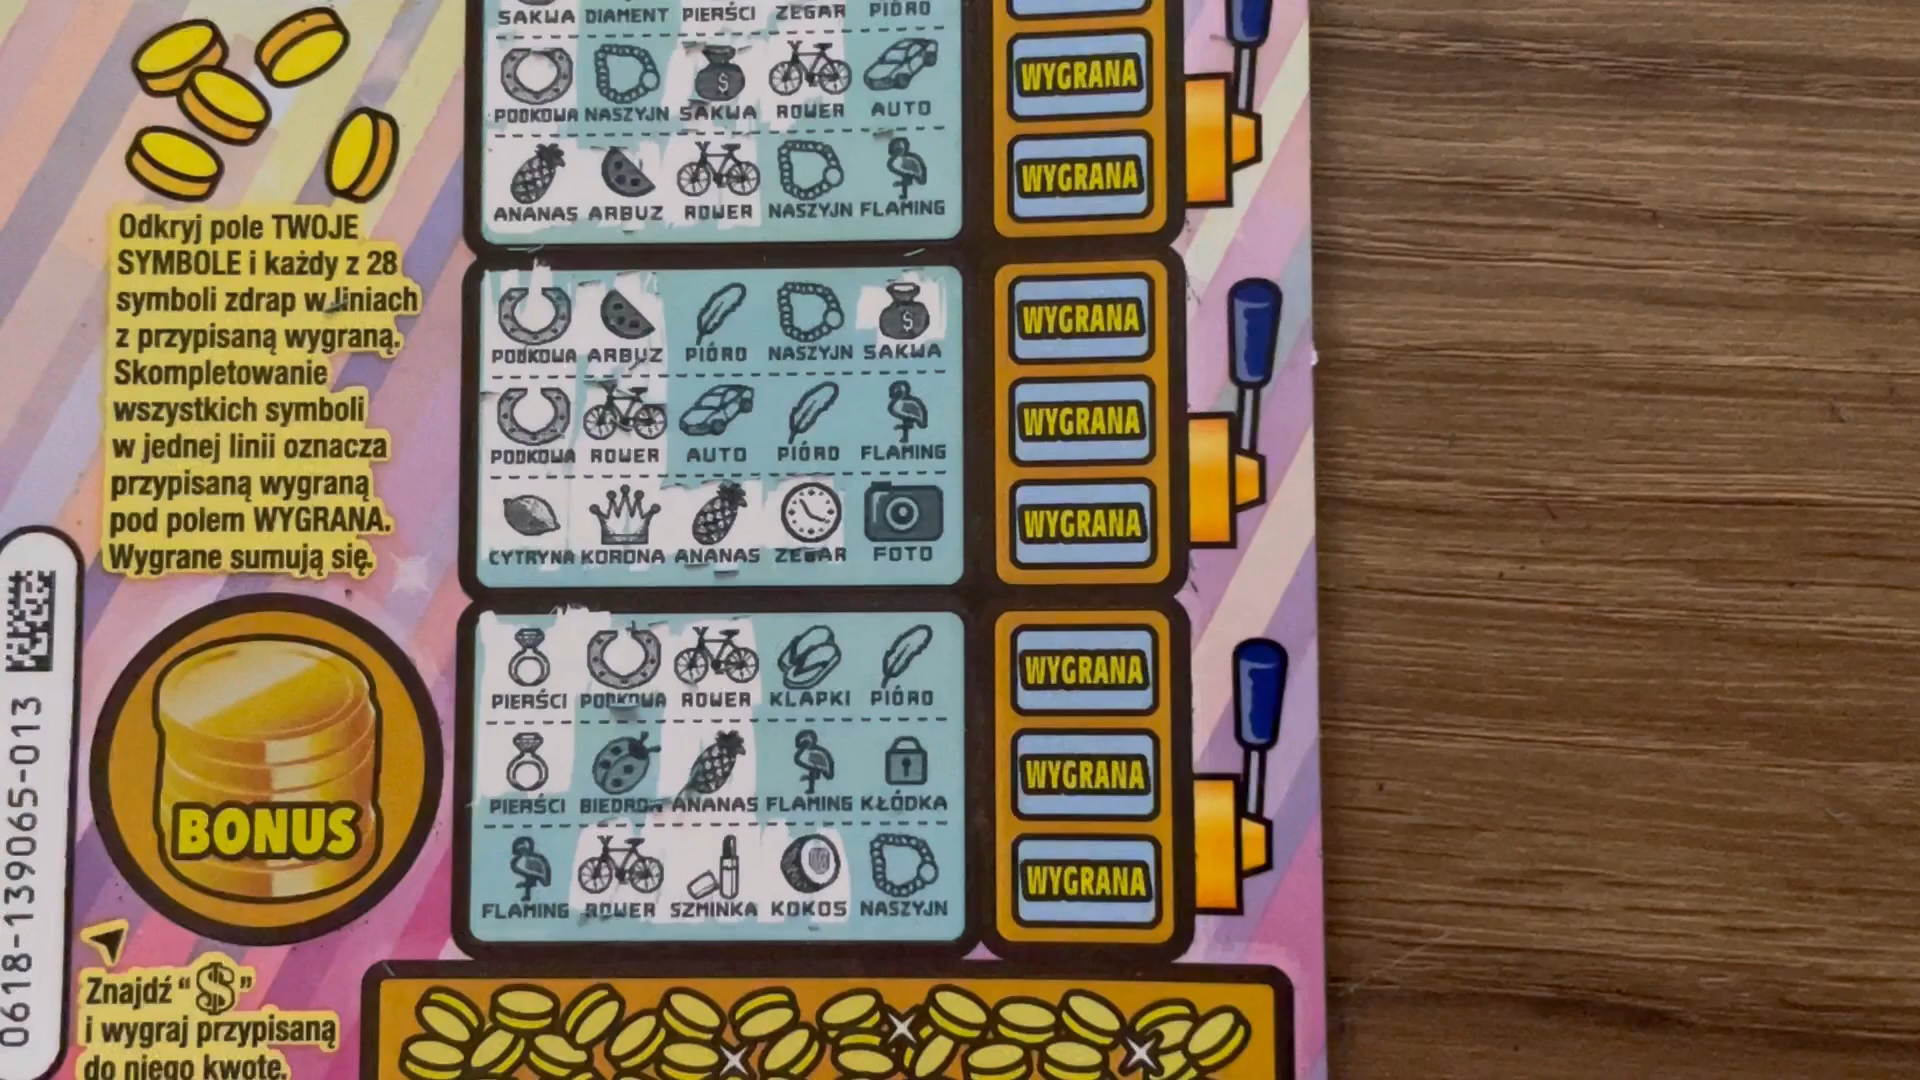 SAKWA DIAMENT PIERŚCI ZEGAR PIÓRO
PODKOWA NASZYJN SAKWA ROWER AUTO
WYGRANA
ANANAS ARBUZ ROWER NASZYJN FLAMING
WYGRANA
Odkryj pole TWOJE
SYMBOLE i każdy z 28
symboli zdrap w liniach
z przypisaną wygraną.
Skompletowanie
wszystkich symboli
w jednej linii oznacza
przypisaną wygraną
pod polem WYGRANA.
Wygrane sumują się.
PODKOWA ARBUZ PIÓRO NASZYJN SAKWA
WYGRANA
PODKOWA ROWER AUTO PIÓRO FLAMING
WYGRANA
CYTRYNA KORONA ANANAS ZEGAR FOTO
WYGRANA
PIERŚCI PODKOWA ROWER KLAPKI PIÓRO
WYGRANA
PIERŚCI BIEDRON ANANAS FLAMING KŁÓDKA
WYGRANA
FLAMING ROWER SZMINKA KOKOS NASZYJN
WYGRANA
BONUS
0618-139065-013
Znajdź “$”
i wygraj przypisaną
do niego kwotę.